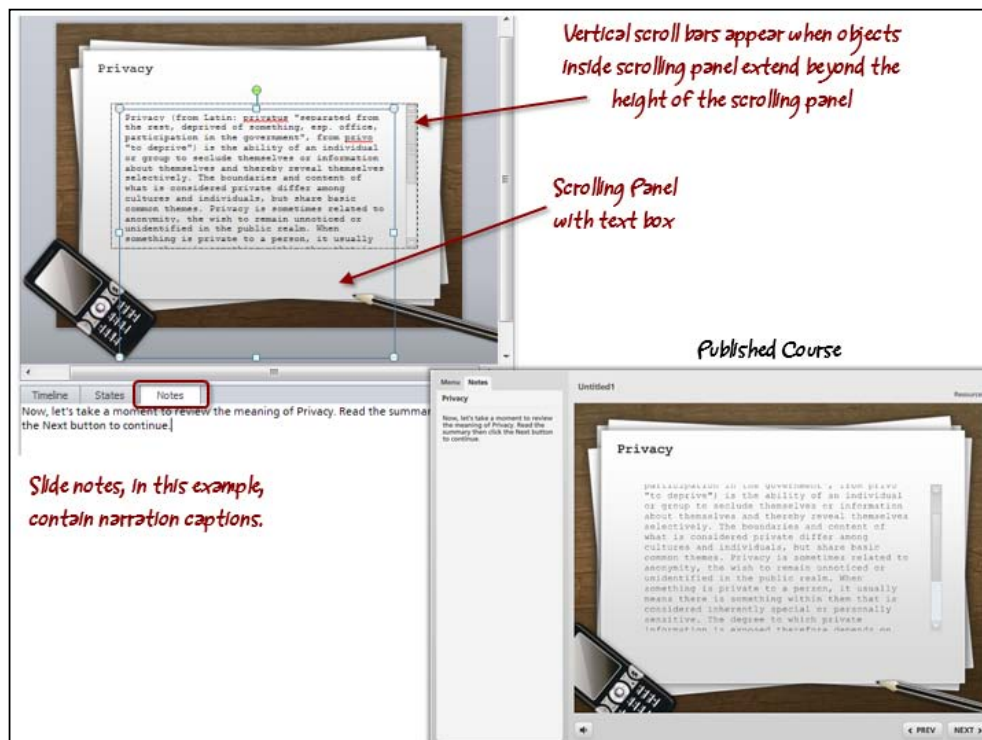 Vertical scroll bars appear when objects
inside scrolling panel extend beyond the
height of the scrolling panel
Privacy
Privacy (from Latin: privatus "separated from
the rest, deprived of something, esp. office,
participation in the government", from privo
"to deprive") is the ability of an individual
or group to seclude themselves or information
about themselves and thereby reveal themselves
selectively. The boundaries and content of
what is considered private differ among
cultures and individuals, but share basic
common themes. Privacy is sometimes related to
anonymity, the wish to remain unnoticed or
unidentified in the public realm. When
something is private to a person, it usually
Scrolling Panel
with text box
Timeline States Notes
Now, let's take a moment to review the meaning of Privacy. Read the summar
the Next button to continue.
Slide notes, in this example,
contain narration captions.
Published Course
Menu Notes
Privacy
Now, let's take a moment to review
the meaning of Privacy. Read the
summary then click the Next button
to continue.
Untitled1
Resource
Privacy
participation in the government", from privo
"to deprive") is the ability of an individual
or group to seclude themselves or information
about themselves and thereby reveal themselves
selectively. The boundaries and content of
what is considered private differ among
cultures and individuals, but share basic
common themes. Privacy is sometimes related to
anonymity, the wish to remain unnoticed or
unidentified in the public realm. When
something is private to a person, it usually
means there is something within them that is
considered inherently special or personally
sensitive. The degree to which private
information is exposed therefore depends on
PREV NEXT